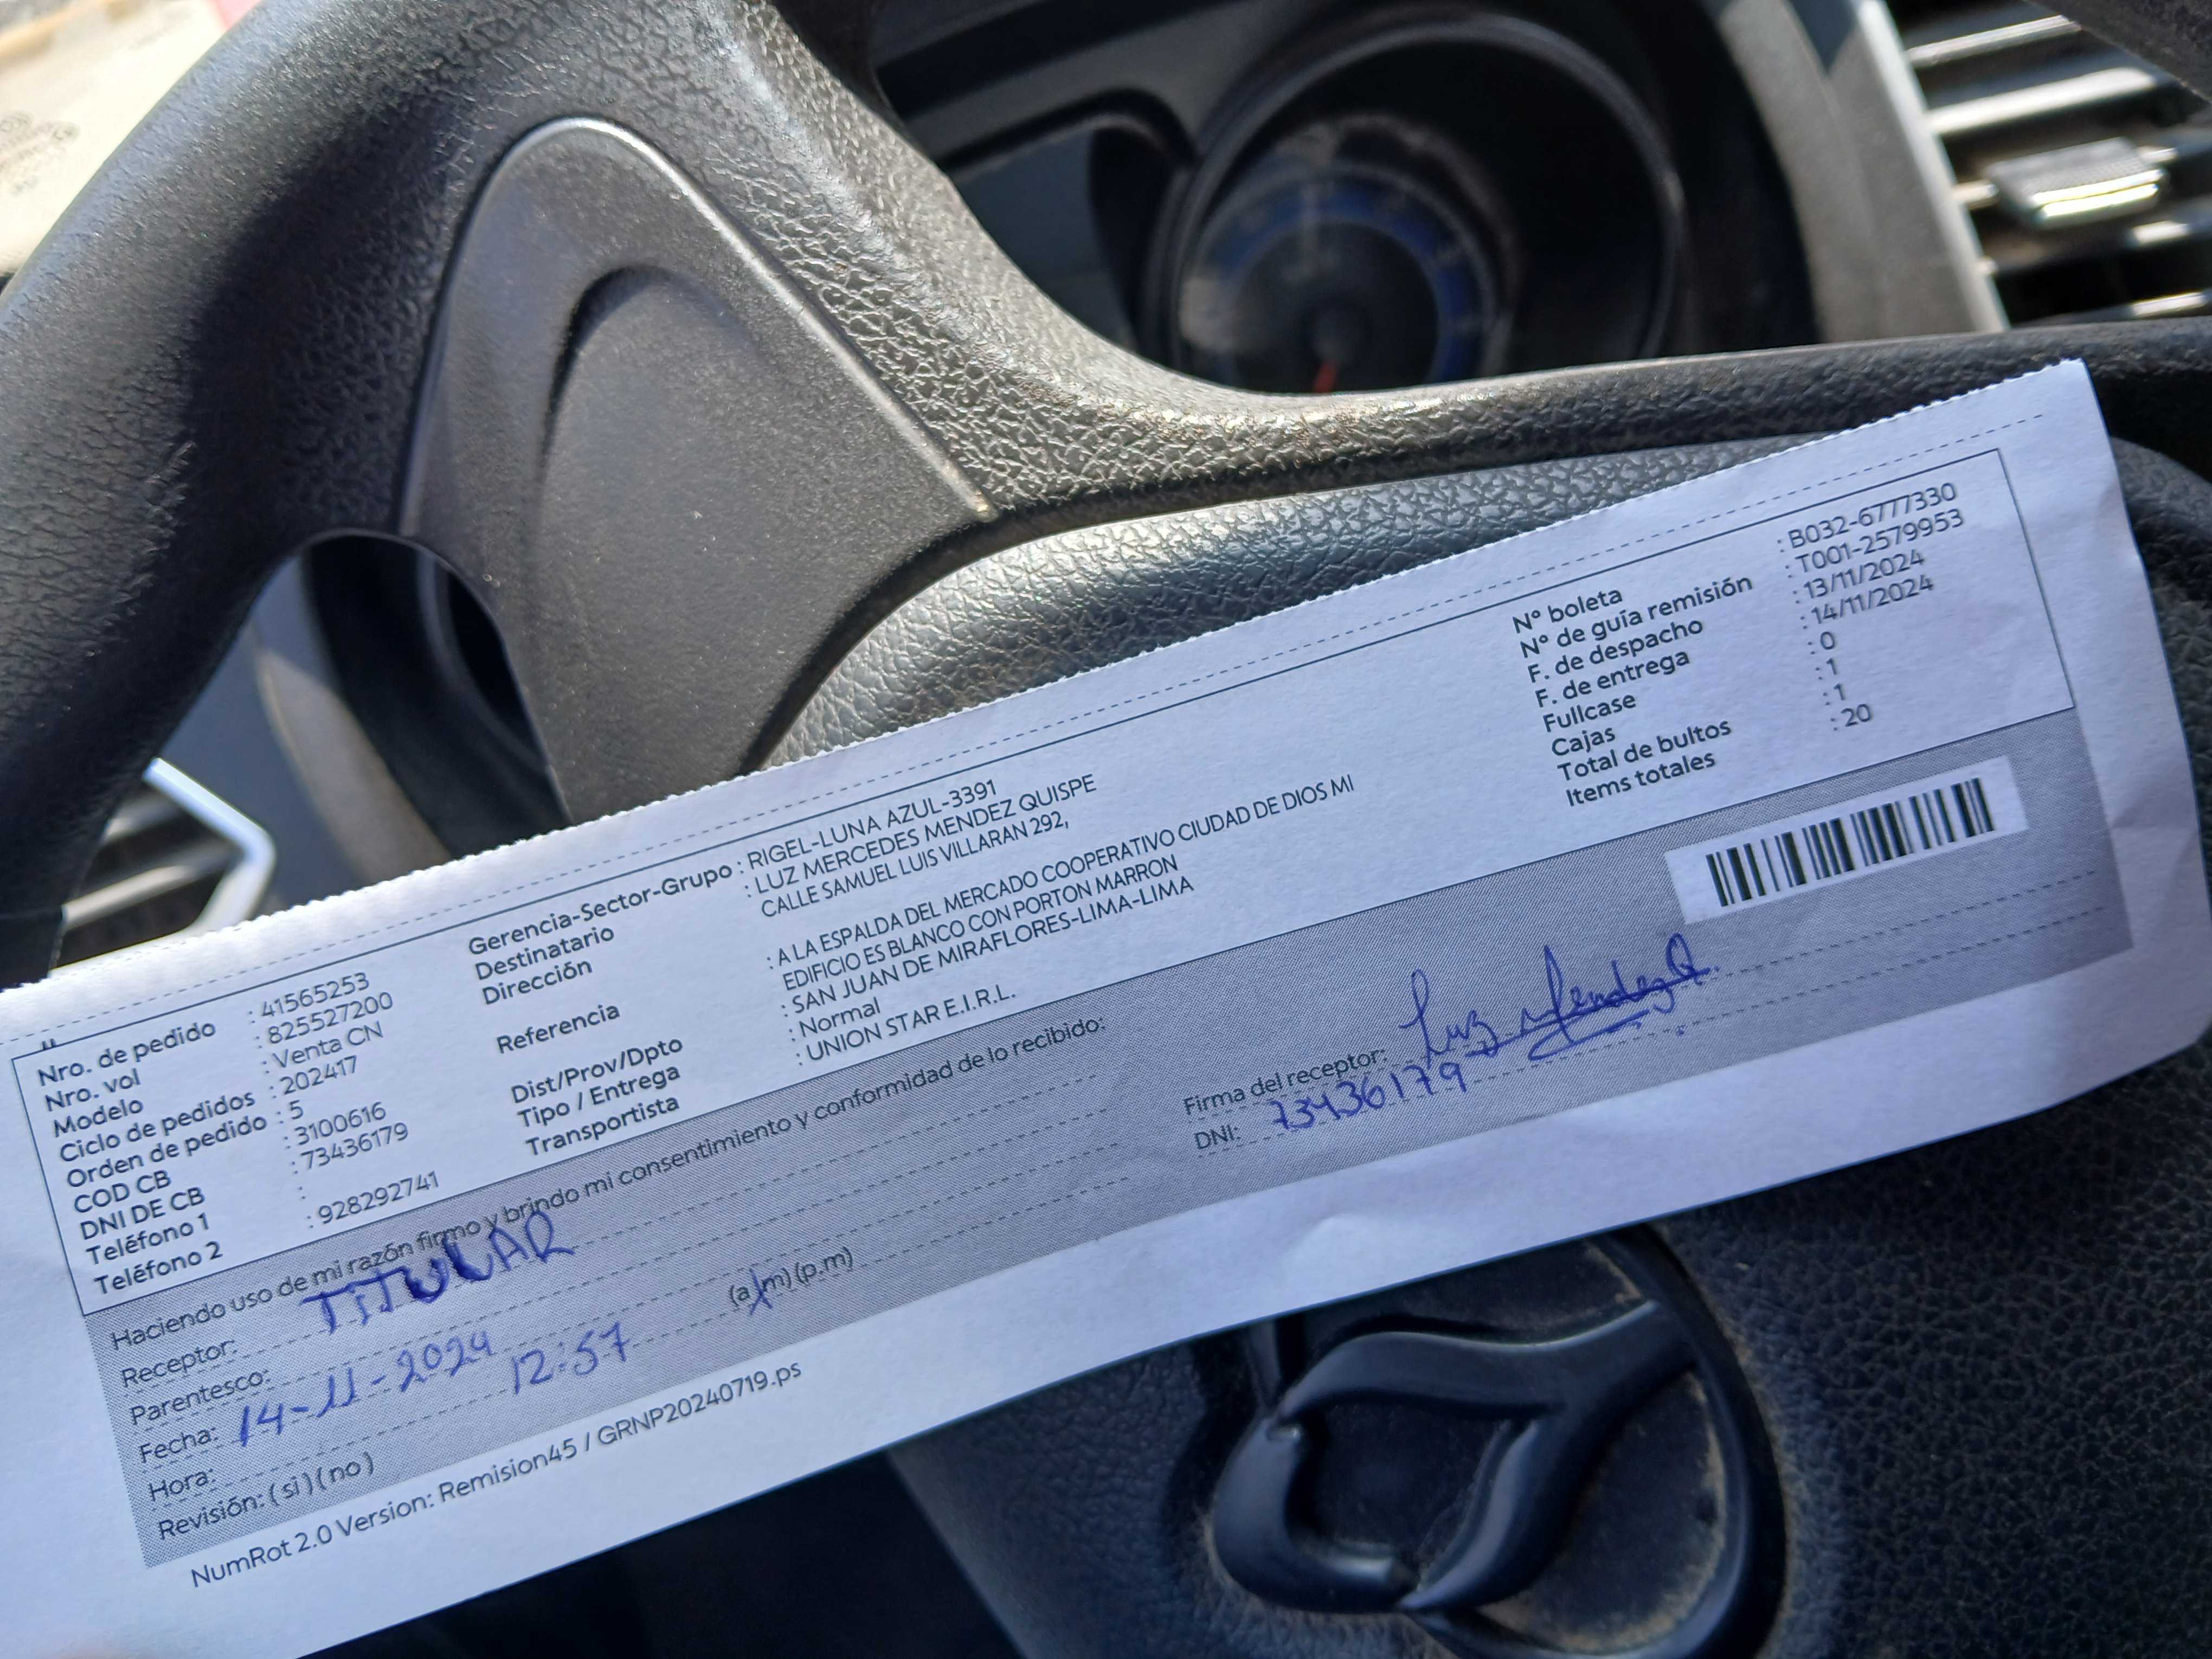 Nro. de pedido : 41565253
Nro. vol : 825527200
Modelo : Venta CN
Ciclo de pedidos : 202417
Orden de pedido : 5
COD CB : 3100616
DNI DE CB : 73436179
Teléfono 1 :
Teléfono 2 : 928292741
Gerencia-Sector-Grupo : RIGEL-LUNA AZUL-3391
Destinatario : LUZ MERCEDES MENDEZ QUISPE
Dirección CALLE SAMUEL LUIS VILLARAN 292,
Referencia : A LA ESPALDA DEL MERCADO COOPERATIVO CIUDAD DE DIOS MI
EDIFICIO ES BLANCO CON PORTON MARRON
Dist/Prov/Dpto : SAN JUAN DE MIRAFLORES-LIMA-LIMA
Tipo / Entrega : Normal
Transportista : UNION STAR E.I.R.L.
N° boleta : B032-6777330
N° de guía remisión : T001-2579953
F. de despacho : 13/11/2024
F. de entrega : 14/11/2024
Fullcase : 0
Cajas : 1
Total de bultos : 1
Items totales : 20
Haciendo uso de mi razón firmo y brindo mi consentimiento y conformidad de lo recibido:
Receptor: TITULAR
Parentesco:
Fecha: 14-11-2024
Hora: 12:57 (a.m) (p.m)
Revisión: ( si ) ( no )
Firma del receptor: Luz Mendez Q.
DNI: 73436179
NumRot 2.0 Version: Remision45 / GRNP20240719.ps